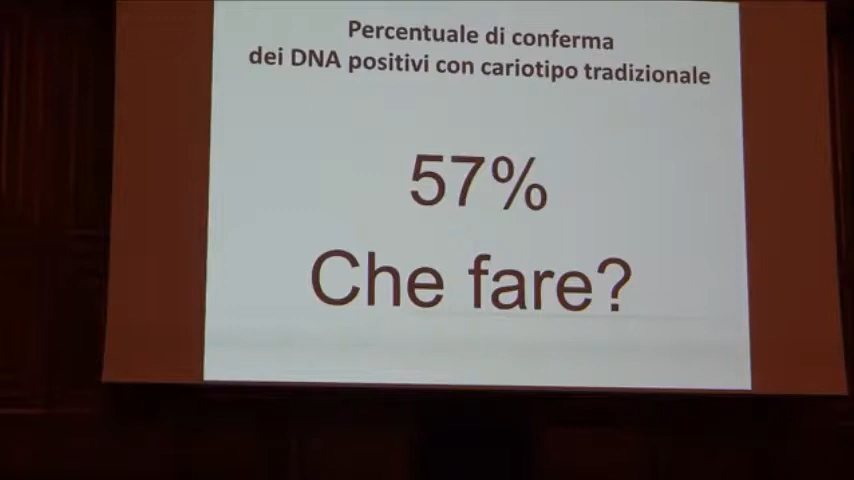 Percentuale di conferma
dei DNA positivi con cariotipo tradizionale
57%
Che fare?